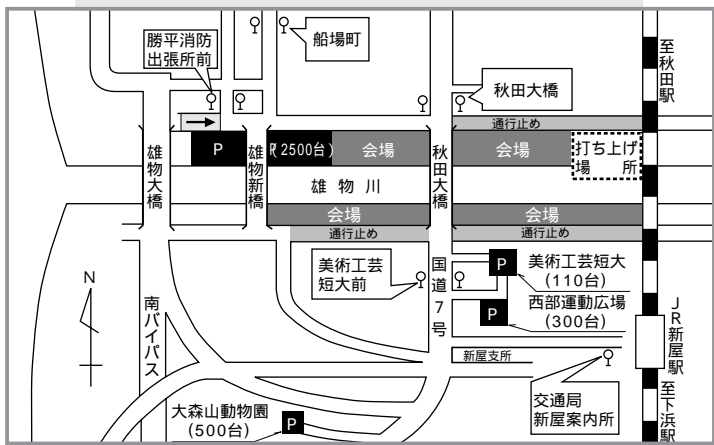 勝平消防
出張所前
船場町
秋田大橋
至秋田駅
通行止め
P
P(2500台)
会場
会場
打ち上げ
場所
雄物大橋
雄物新橋
秋田大橋
雄物川
会場
会場
通行止め
通行止め
N
南バイパス
美術工芸
短大前
国道7号
P
美術工芸短大
(110台)
P
西部運動広場
(300台)
新屋支所
JR新屋駅
交通局
新屋案内所
至下浜駅
大森山動物園
(500台)
P